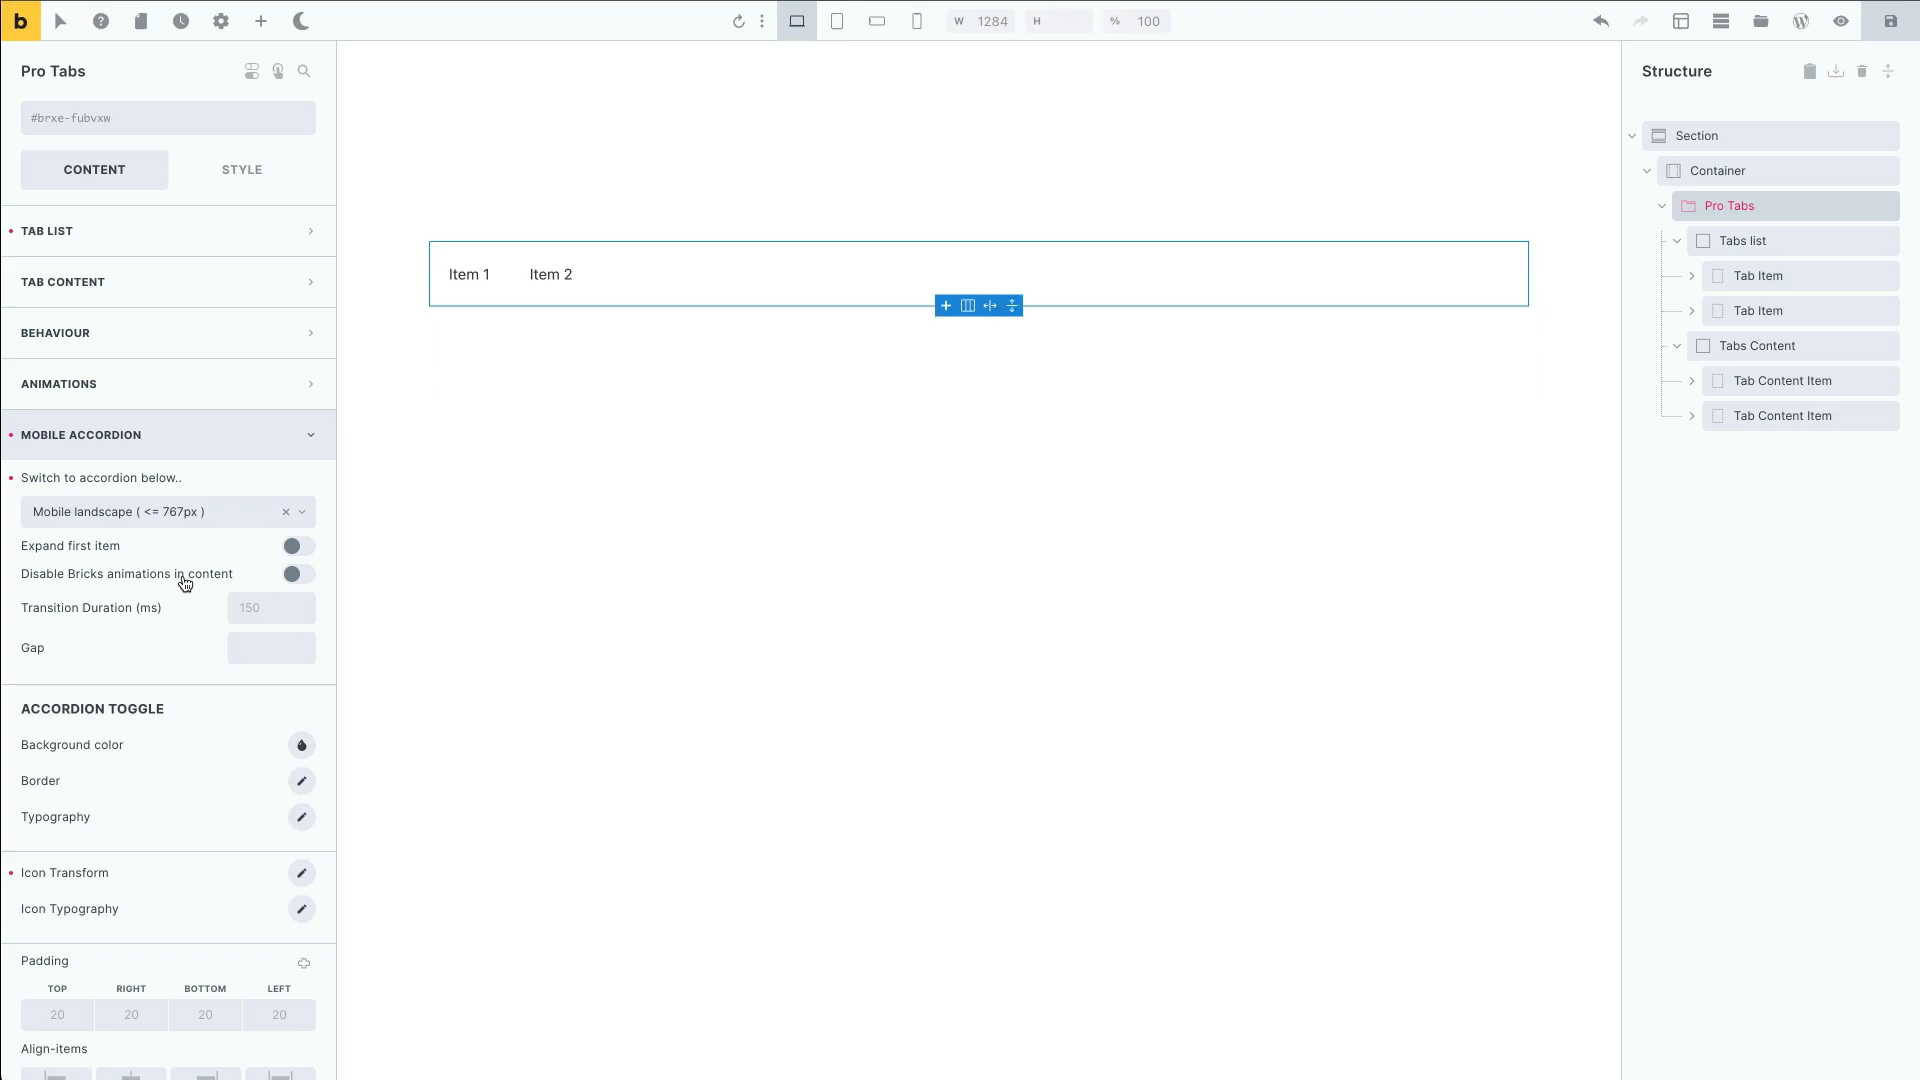 b
W 1284 H % 100
Pro Tabs
#brxe-fubvxw
CONTENT STYLE
TAB LIST
TAB CONTENT
BEHAVIOUR
ANIMATIONS
MOBILE ACCORDION
Switch to accordion below..
Mobile landscape ( <= 767px )
Expand first item
Disable Bricks animations in content
Transition Duration (ms) 150
Gap
ACCORDION TOGGLE
Background color
Border
Typography
Icon Transform
Icon Typography
Padding
TOP RIGHT BOTTOM LEFT
20 20 20 20
Align-items
Item 1 Item 2
Structure
Section
Container
Pro Tabs
Tabs list
Tab Item
Tab Item
Tabs Content
Tab Content Item
Tab Content Item